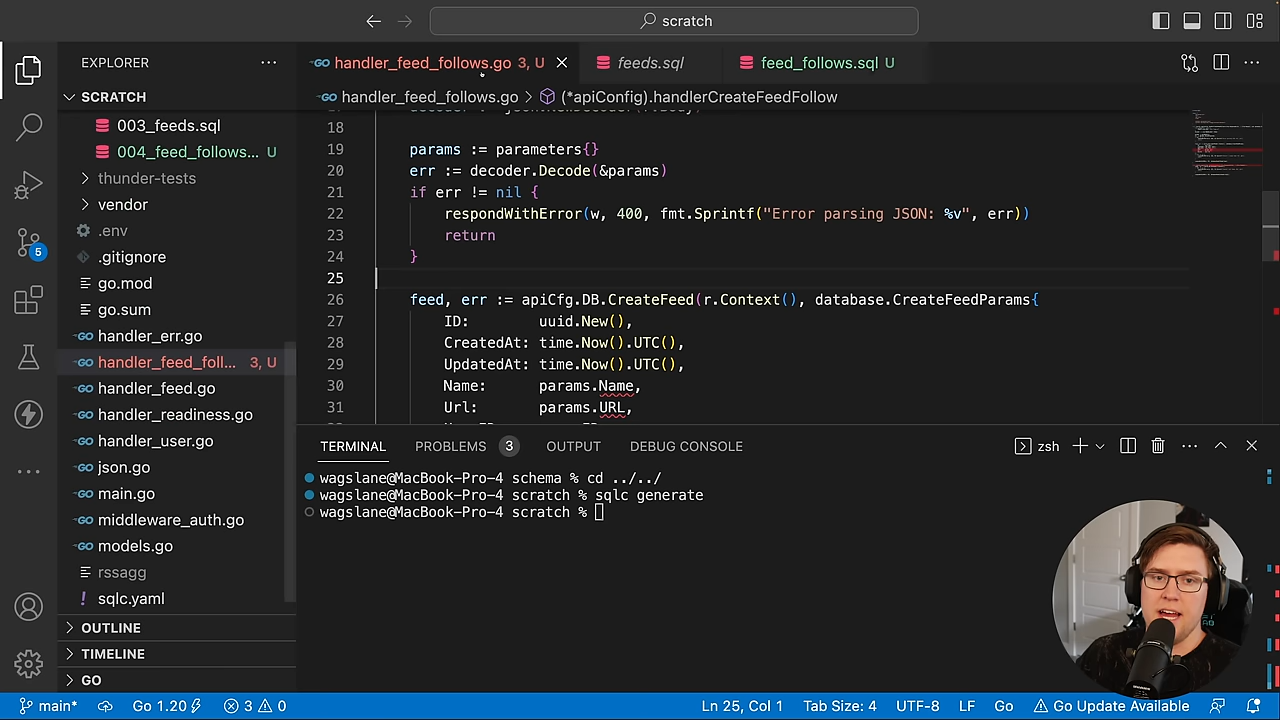 scratch
EXPLORER
SCRATCH
003_feeds.sql
004_feed_follows... U
thunder-tests
vendor
.env
.gitignore
go.mod
go.sum
handler_err.go
handler_feed_foll... 3, U
handler_feed.go
handler_readiness.go
handler_user.go
json.go
main.go
middleware_auth.go
models.go
rssagg
sqlc.yaml
OUTLINE
TIMELINE
GO
5
handler_feed_follows.go 3, U
feeds.sql
feed_follows.sql U
handler_feed_follows.go > (*apiConfig).handlerCreateFeedFollow
18
19 params := parameters{}
20 err := decoder.Decode(&params)
21 if err != nil {
22 respondWithError(w, 400, fmt.Sprintf("Error parsing JSON: %v", err))
23 return
24 }
25
26 feed, err := apiCfg.DB.CreateFeed(r.Context(), database.CreateFeedParams{
27 ID: uuid.New(),
28 CreatedAt: time.Now().UTC(),
29 UpdatedAt: time.Now().UTC(),
30 Name: params.Name,
31 Url: params.URL,
TERMINAL PROBLEMS 3 OUTPUT DEBUG CONSOLE zsh
wagslane@MacBook-Pro-4 schema % cd ../../
wagslane@MacBook-Pro-4 scratch % sqlc generate
wagslane@MacBook-Pro-4 scratch %
main* Go 1.20 3 0 Ln 25, Col 1 Tab Size: 4 UTF-8 LF Go Go Update Available